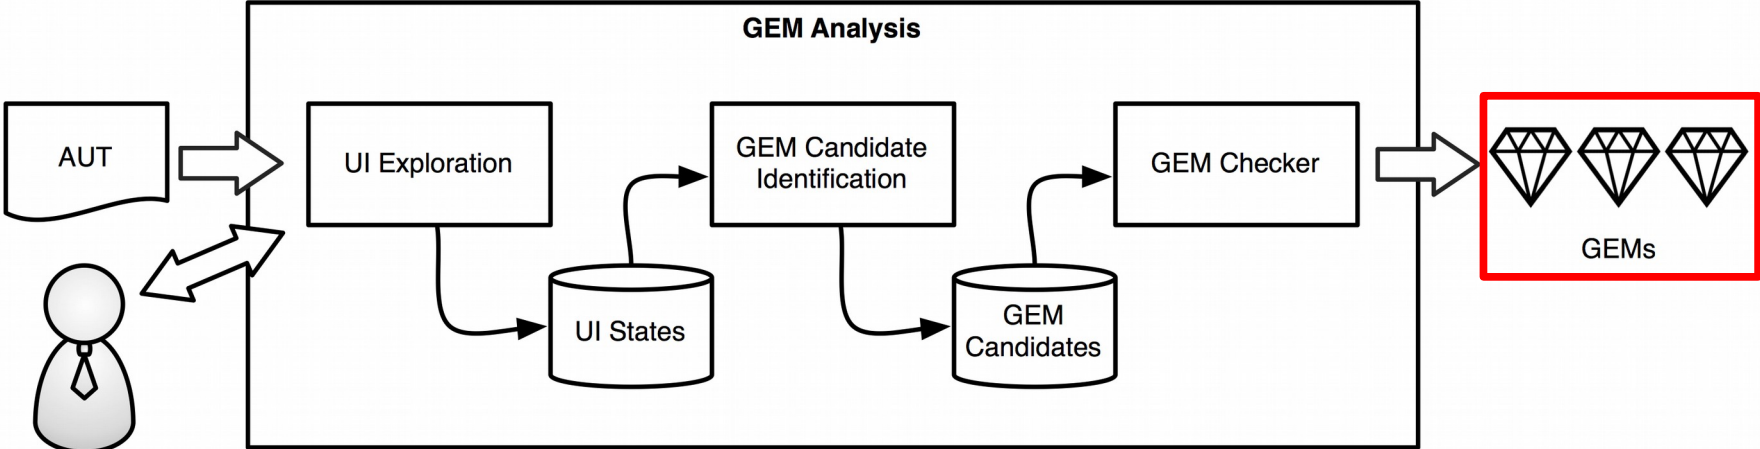 GEM Analysis
AUT
UI Exploration
GEM Candidate
Identification
GEM Checker
UI States
GEM
Candidates
GEMs